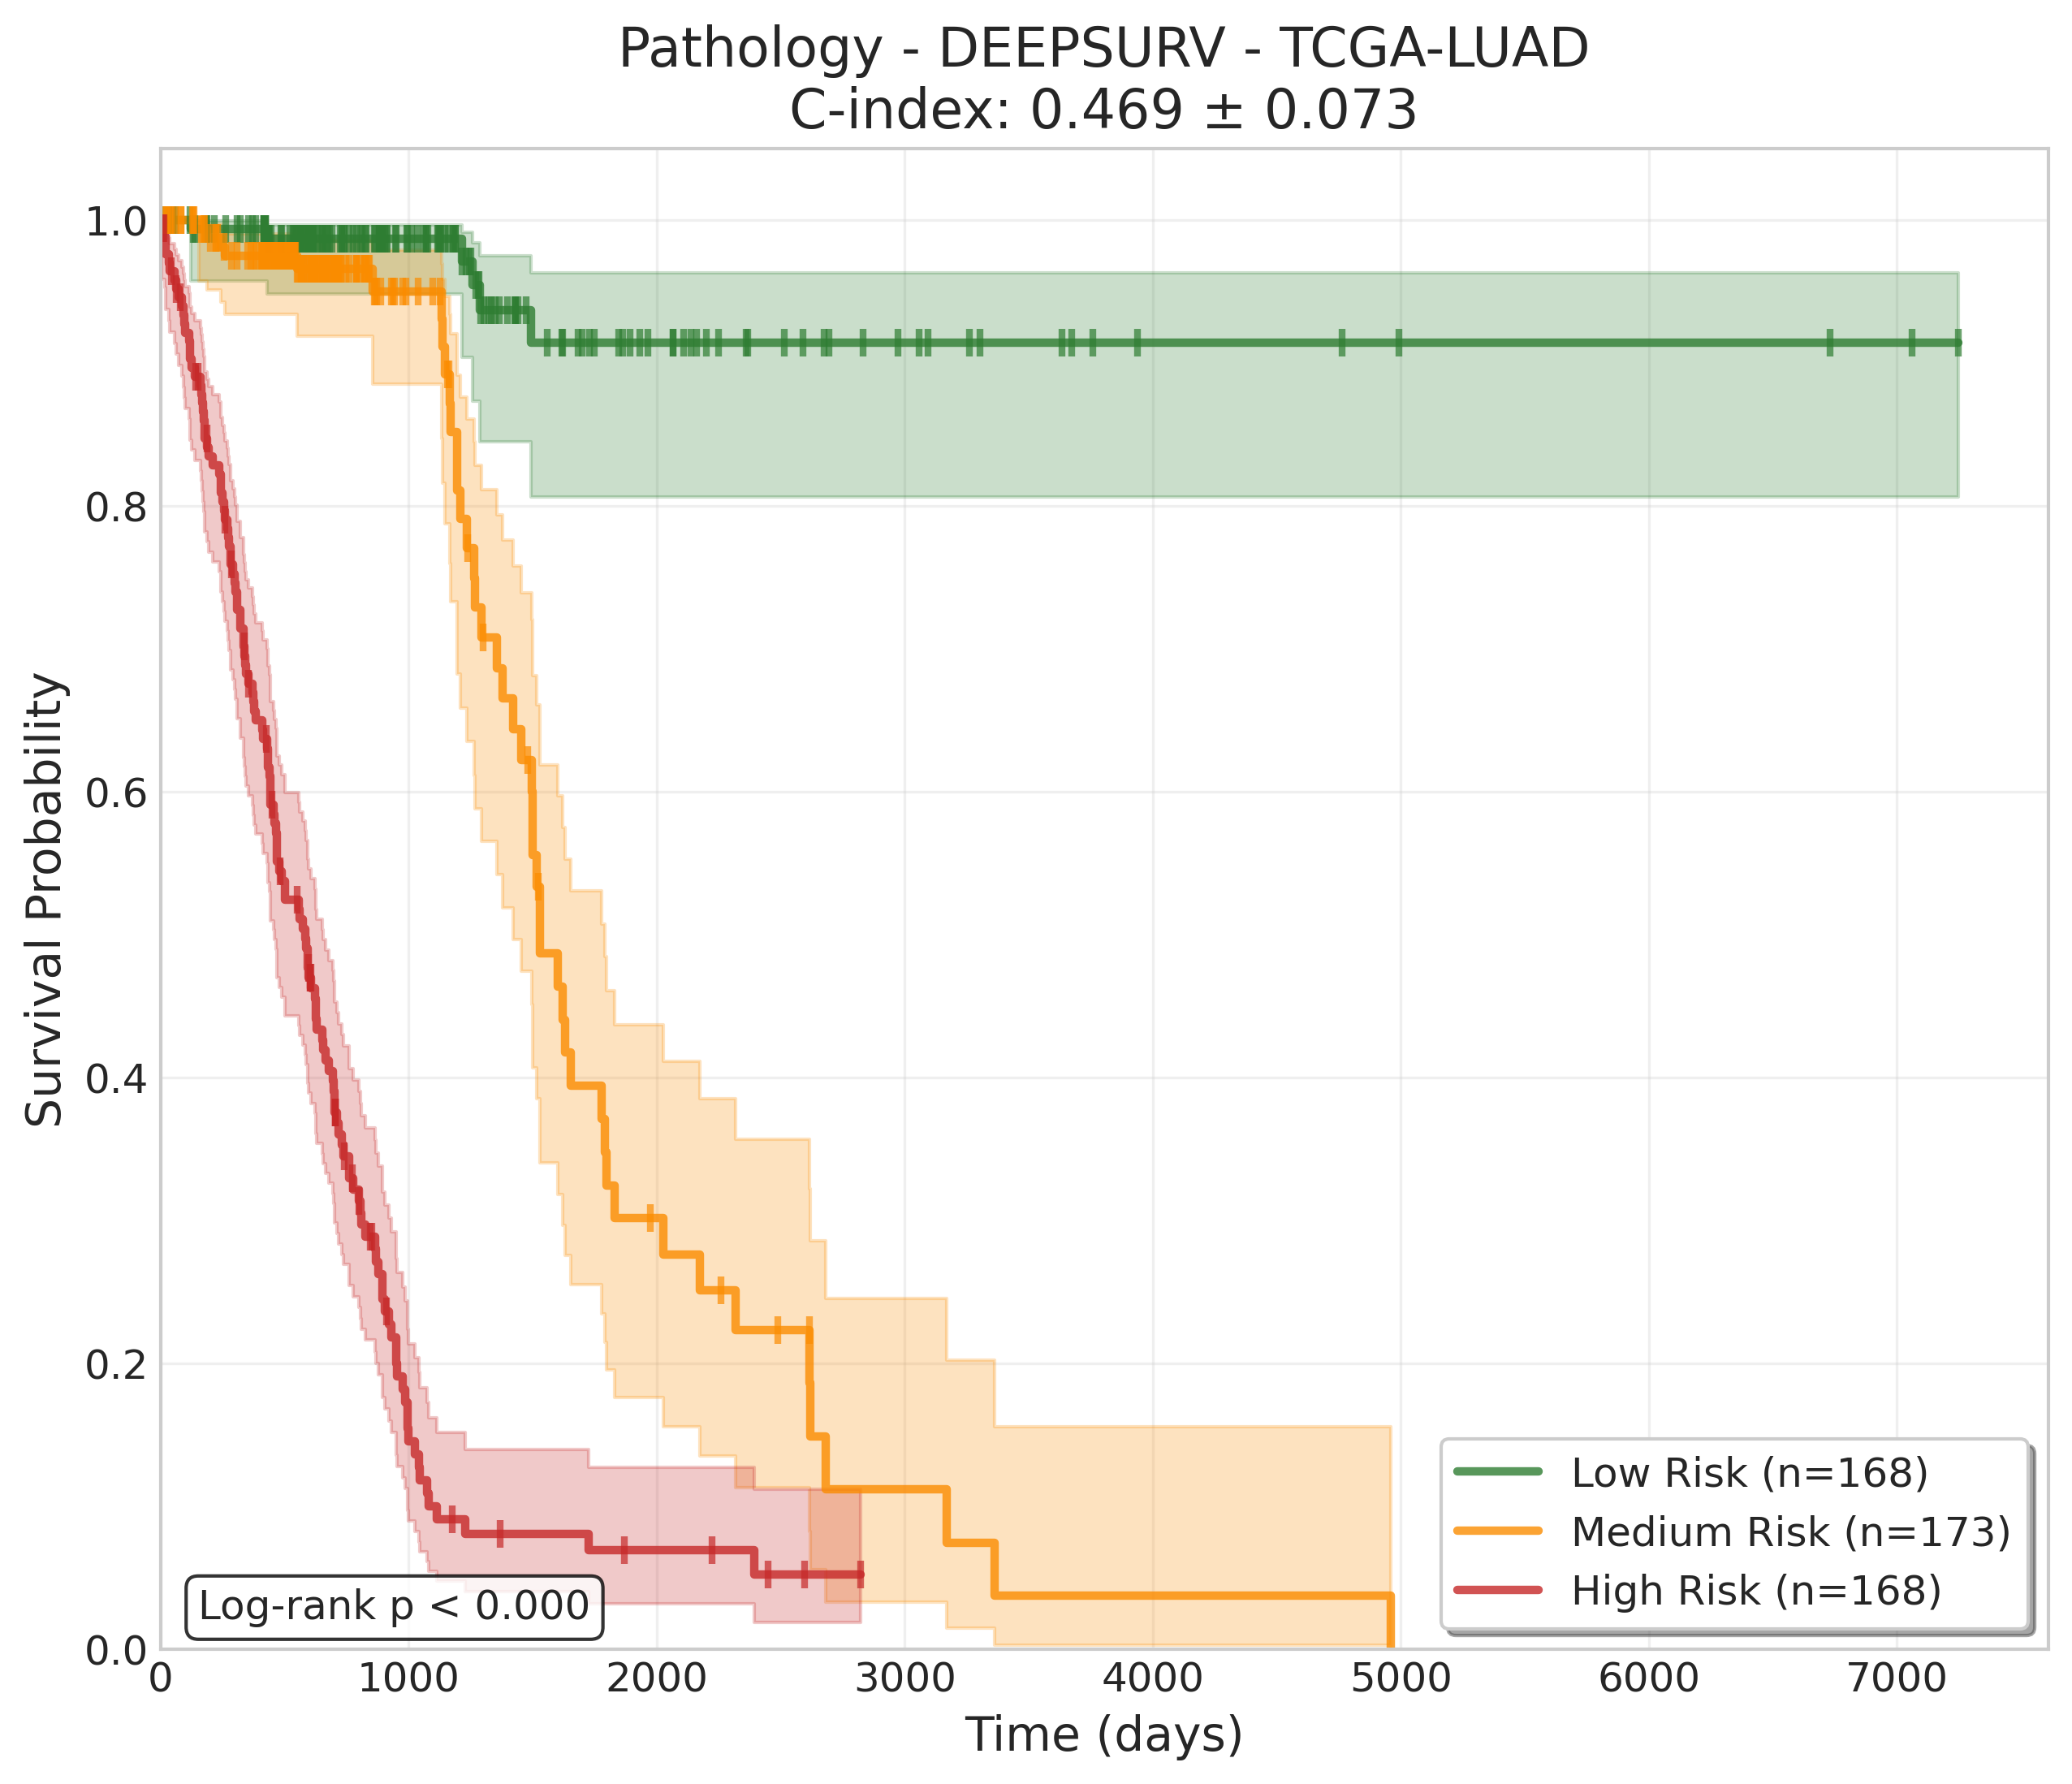 Pathology - DEEPSURV - TCGA-LUAD
C-index: 0.469 ± 0.073
Survival Probability
1.0
0.8
0.6
0.4
0.2
0.0
Log-rank p < 0.000
Low Risk (n=168)
Medium Risk (n=173)
High Risk (n=168)
0 1000 2000 3000 4000 5000 6000 7000
Time (days)